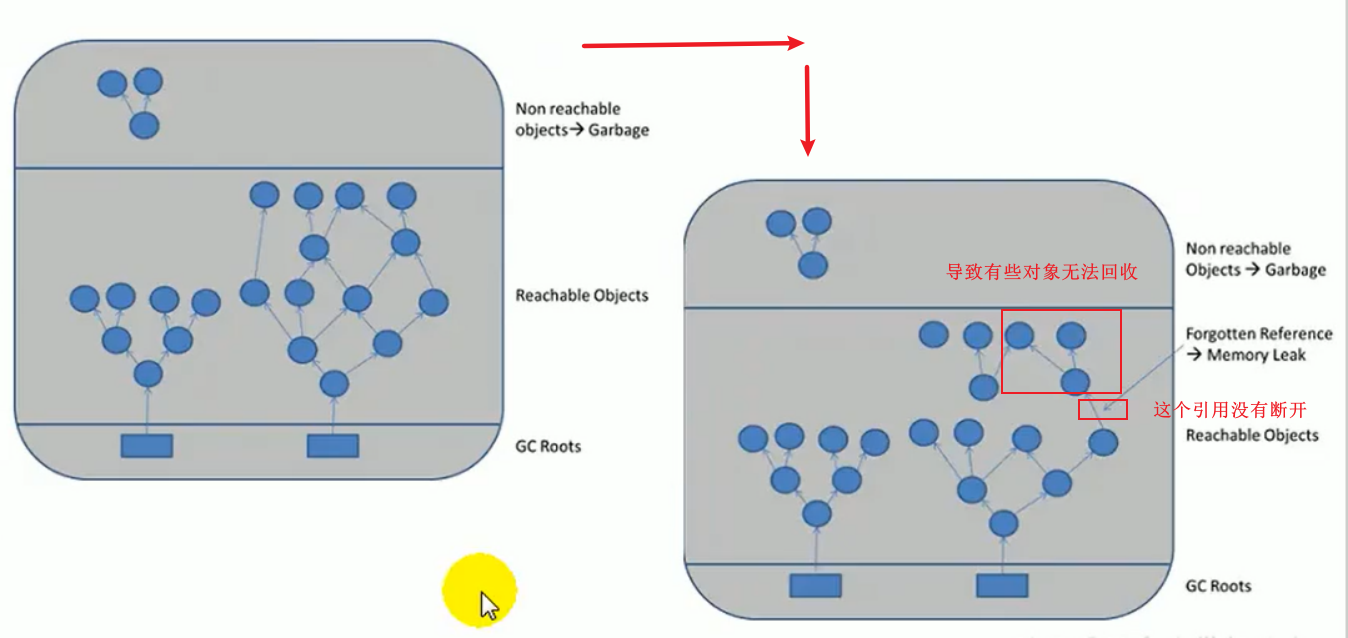 Non reachable
objects→ Garbage
Reachable Objects
GC Roots
Non reachable
Objects → Garbage
导致有些对象无法回收
Forgotten Reference
→ Memory Leak
这个引用没有断开
Reachable Objects
GC Roots